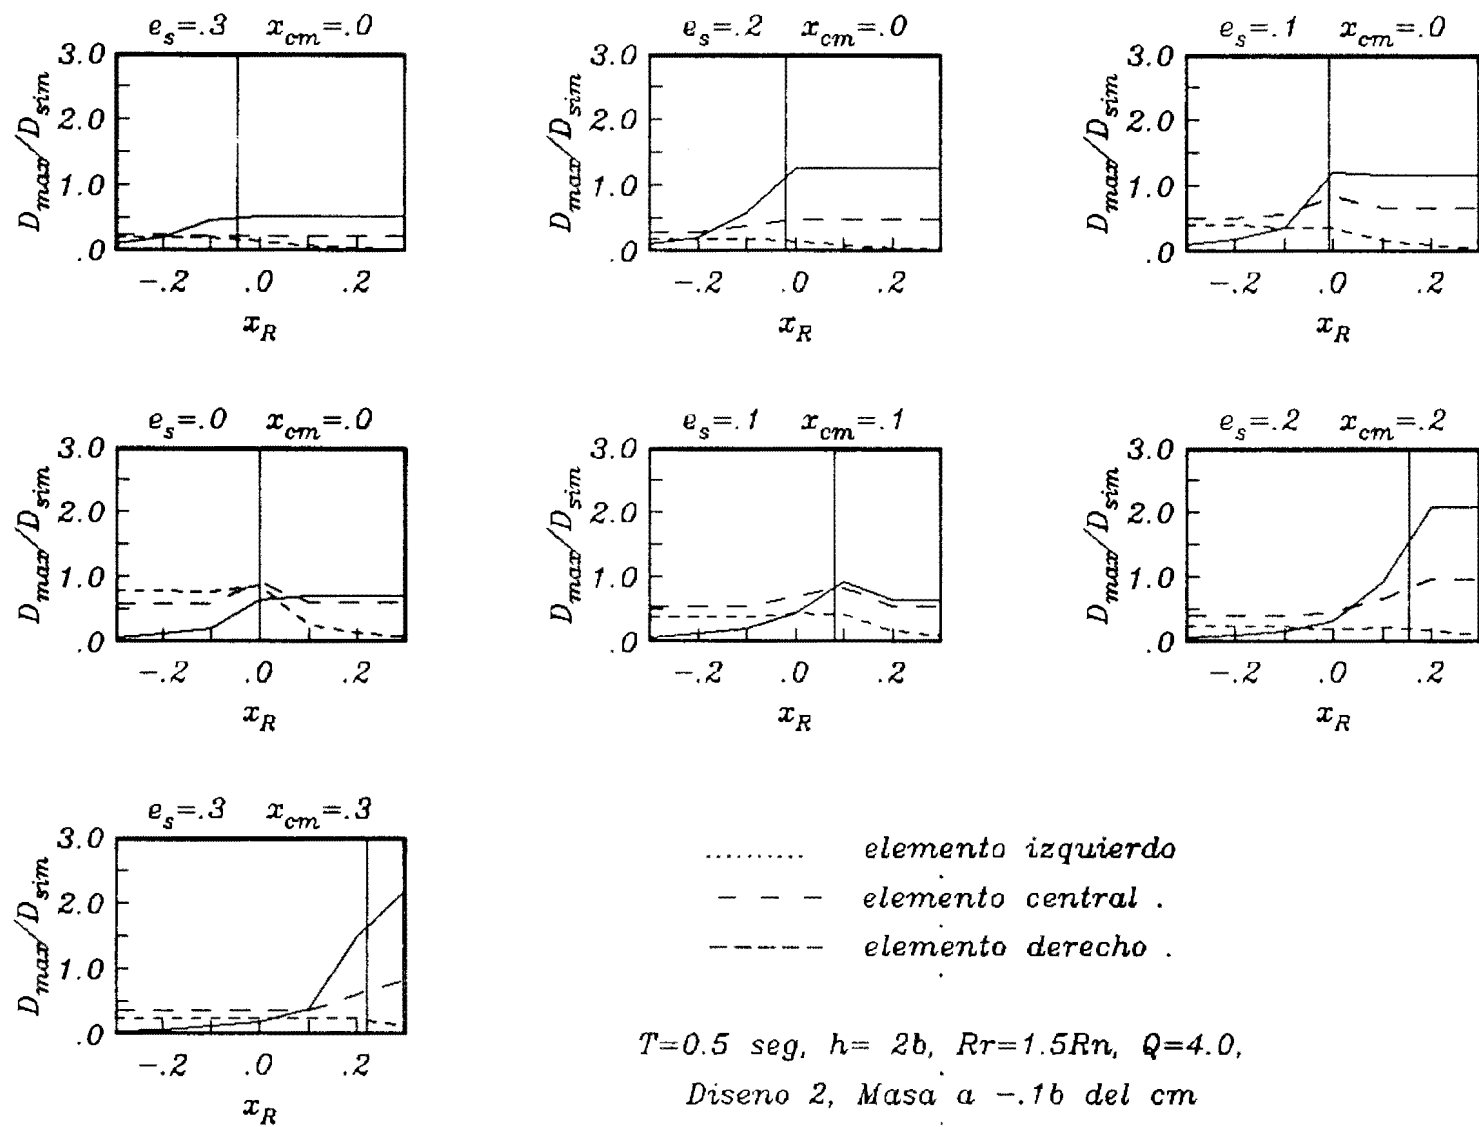 e_s=.3 x_cm=.0
3.0
2.0
1.0
.0
D_max/D_sim
-.2 .0 .2
x_R
e_s=.2 x_cm=.0
3.0
2.0
1.0
.0
D_max/D_sim
-.2 .0 .2
x_R
e_s=.1 x_cm=.0
3.0
2.0
1.0
.0
D_max/D_sim
-.2 .0 .2
x_R
e_s=.0 x_cm=.0
3.0
2.0
1.0
.0
D_max/D_sim
-.2 .0 .2
x_R
e_s=.1 x_cm=.1
3.0
2.0
1.0
.0
D_max/D_sim
-.2 .0 .2
x_R
e_s=.2 x_cm=.2
3.0
2.0
1.0
.0
D_max/D_sim
-.2 .0 .2
x_R
e_s=.3 x_cm=.3
3.0
2.0
1.0
.0
D_max/D_sim
-.2 .0 .2
x_R
elemento izquierdo
elemento central .
elemento derecho .
T=0.5 seg, h= 2b, Rr=1.5Rn, Q=4.0,
Diseno 2, Masa a -.1b del cm